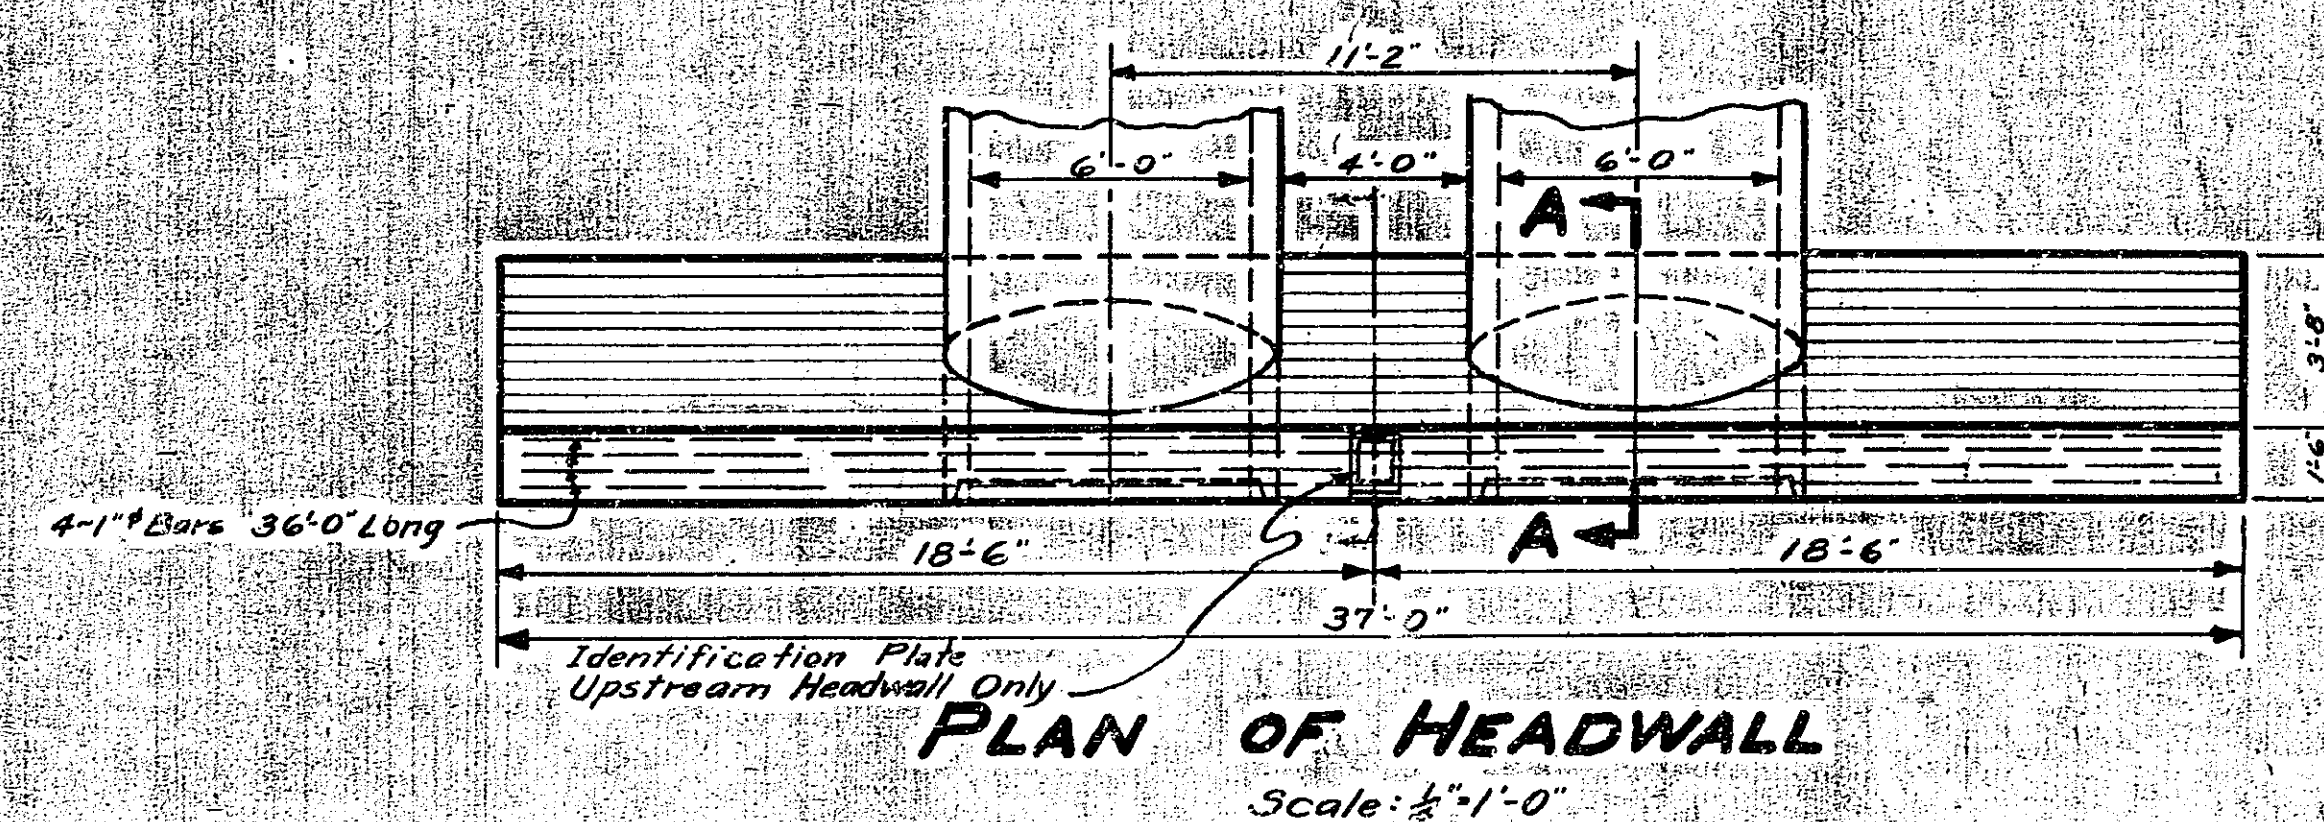 11'-2"
6'-0" 4'-0" 6'-0"
A
3'-8"
1'-6"
4~1"ᶲ Bars 36'-0" Long
A
18'-6" 18'-6"
37'-0"
Identification Plate
Upstream Headwall Only
PLAN OF HEADWALL
Scale: ½"=1'-0"